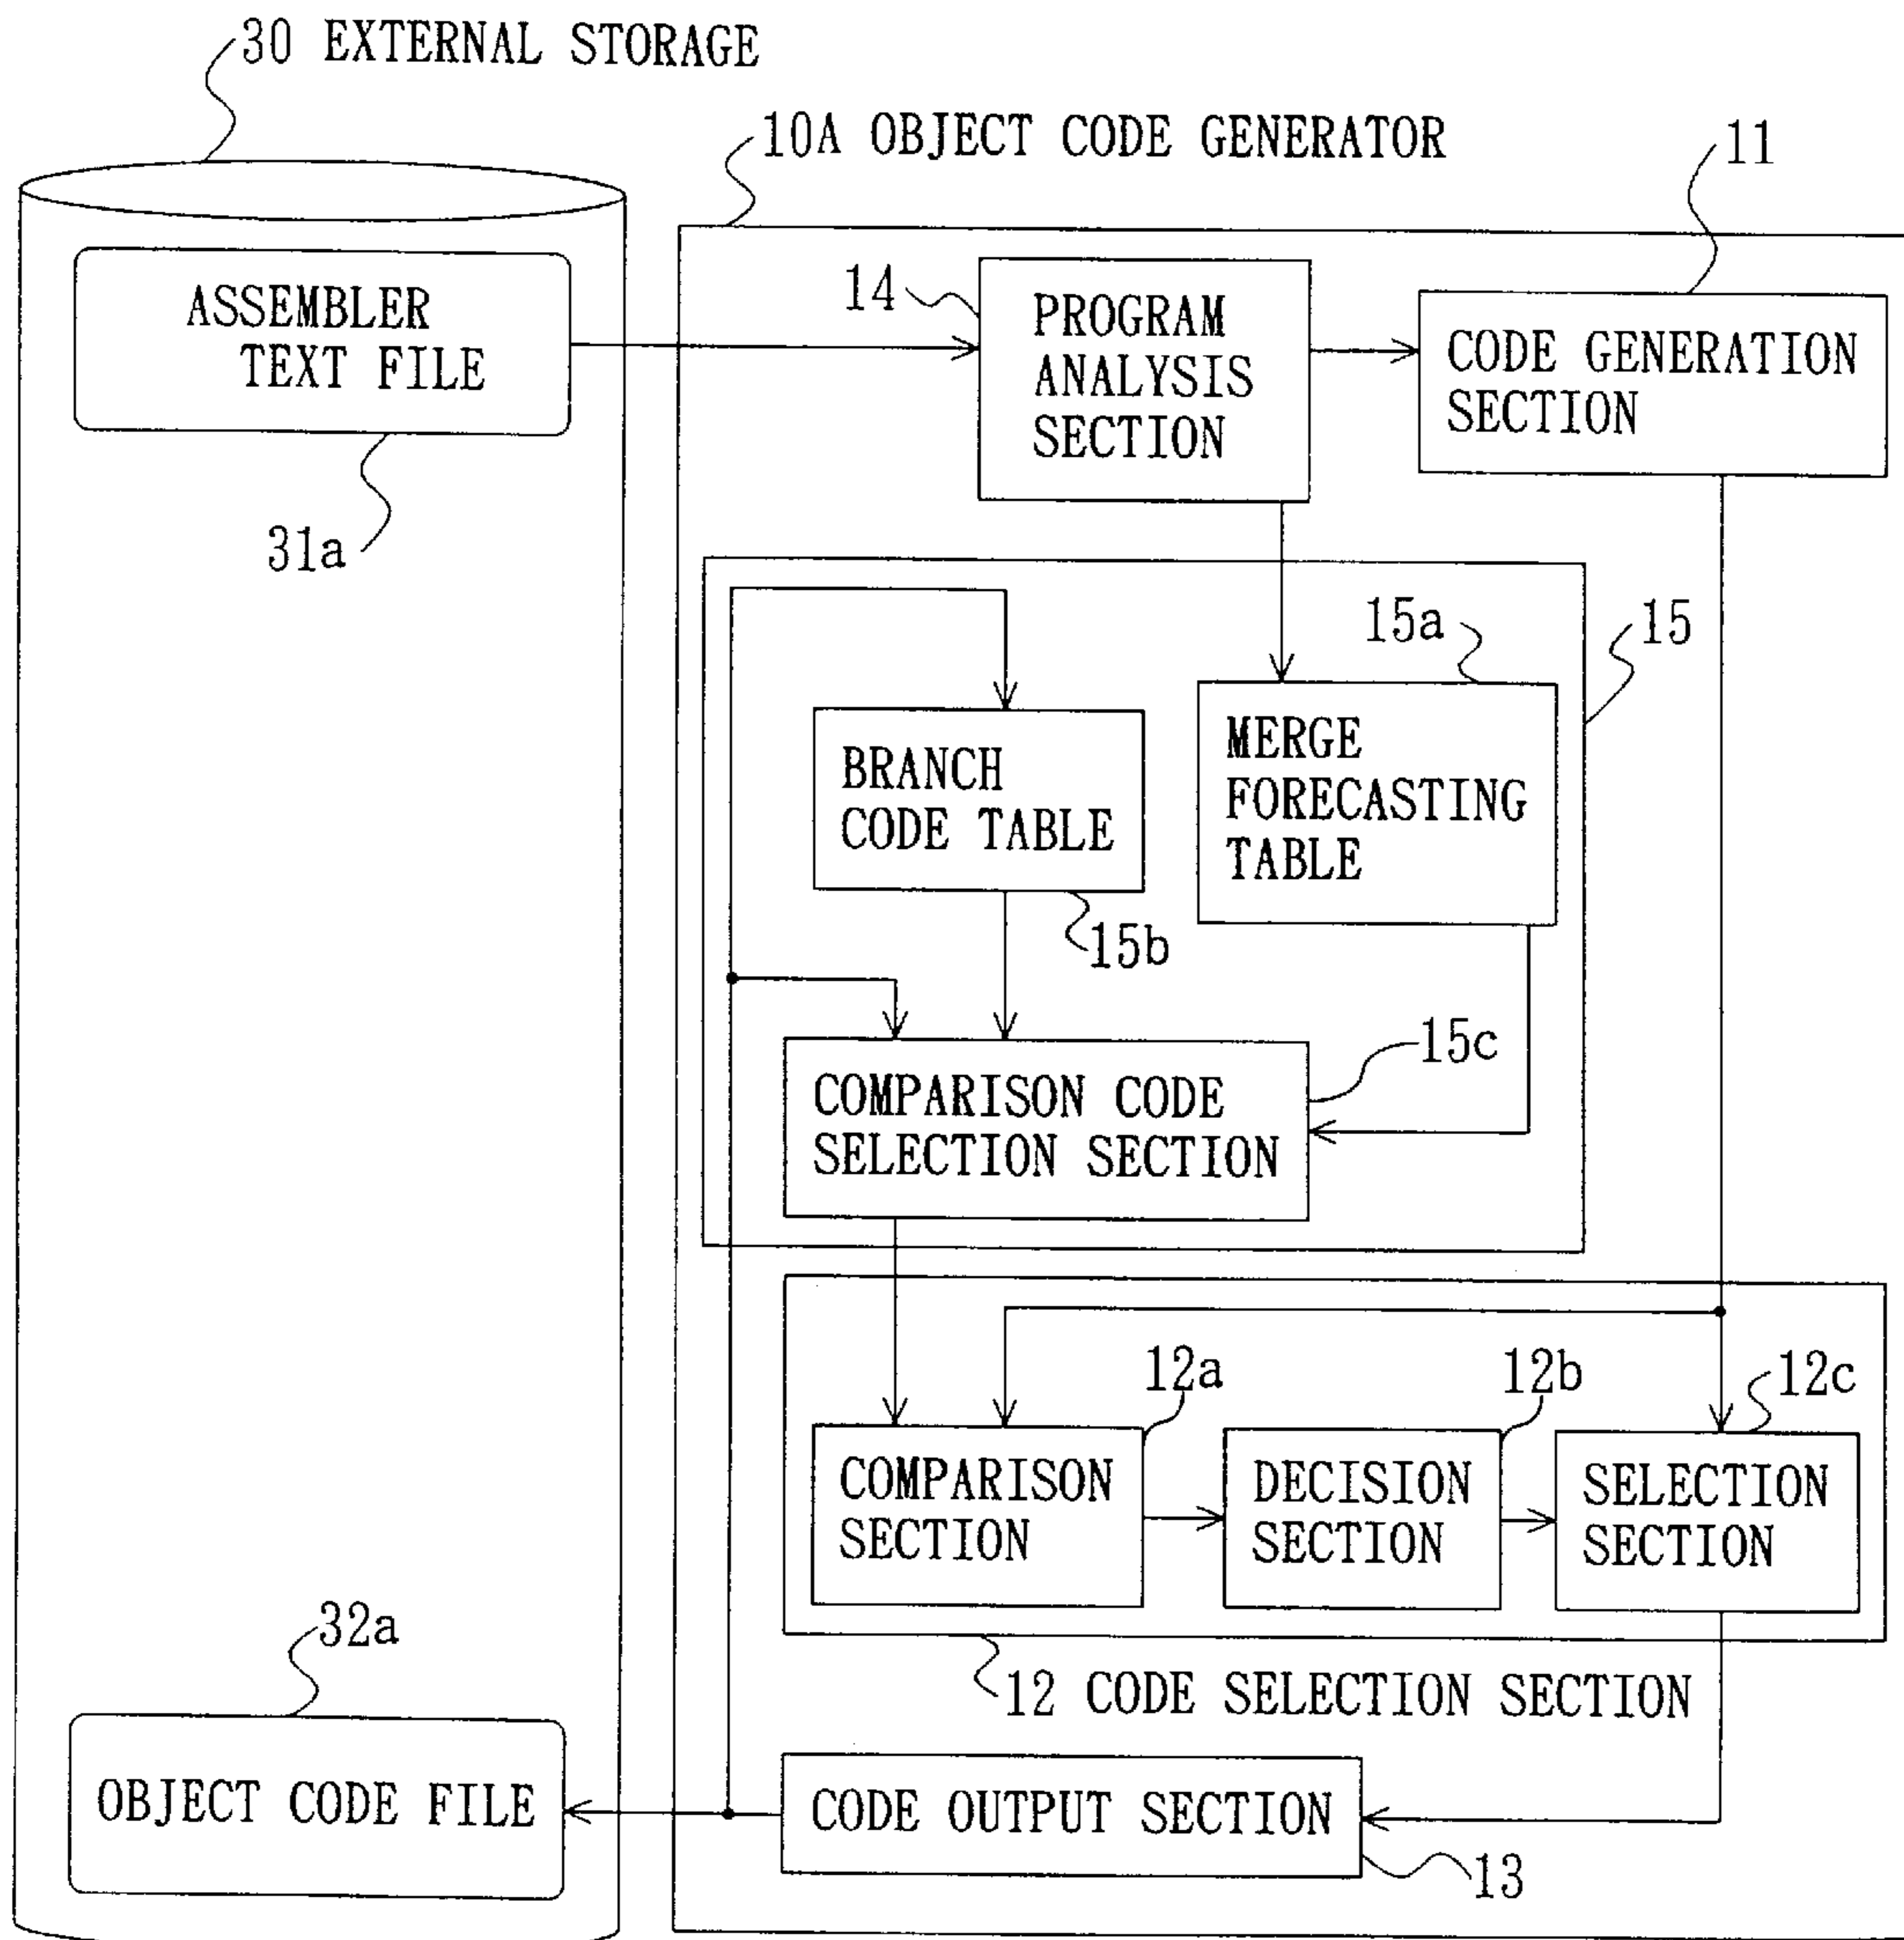 30 EXTERNAL STORAGE
10A OBJECT CODE GENERATOR
11
ASSEMBLER
TEXT FILE
31a
14
PROGRAM
ANALYSIS
SECTION
CODE GENERATION
SECTION
15a
15
MERGE
FORECASTING
TABLE
BRANCH
CODE TABLE
15b
15c
COMPARISON CODE
SELECTION SECTION
12a
12b
12c
COMPARISON
SECTION
DECISION
SECTION
SELECTION
SECTION
12 CODE SELECTION SECTION
32a
OBJECT CODE FILE
CODE OUTPUT SECTION
13